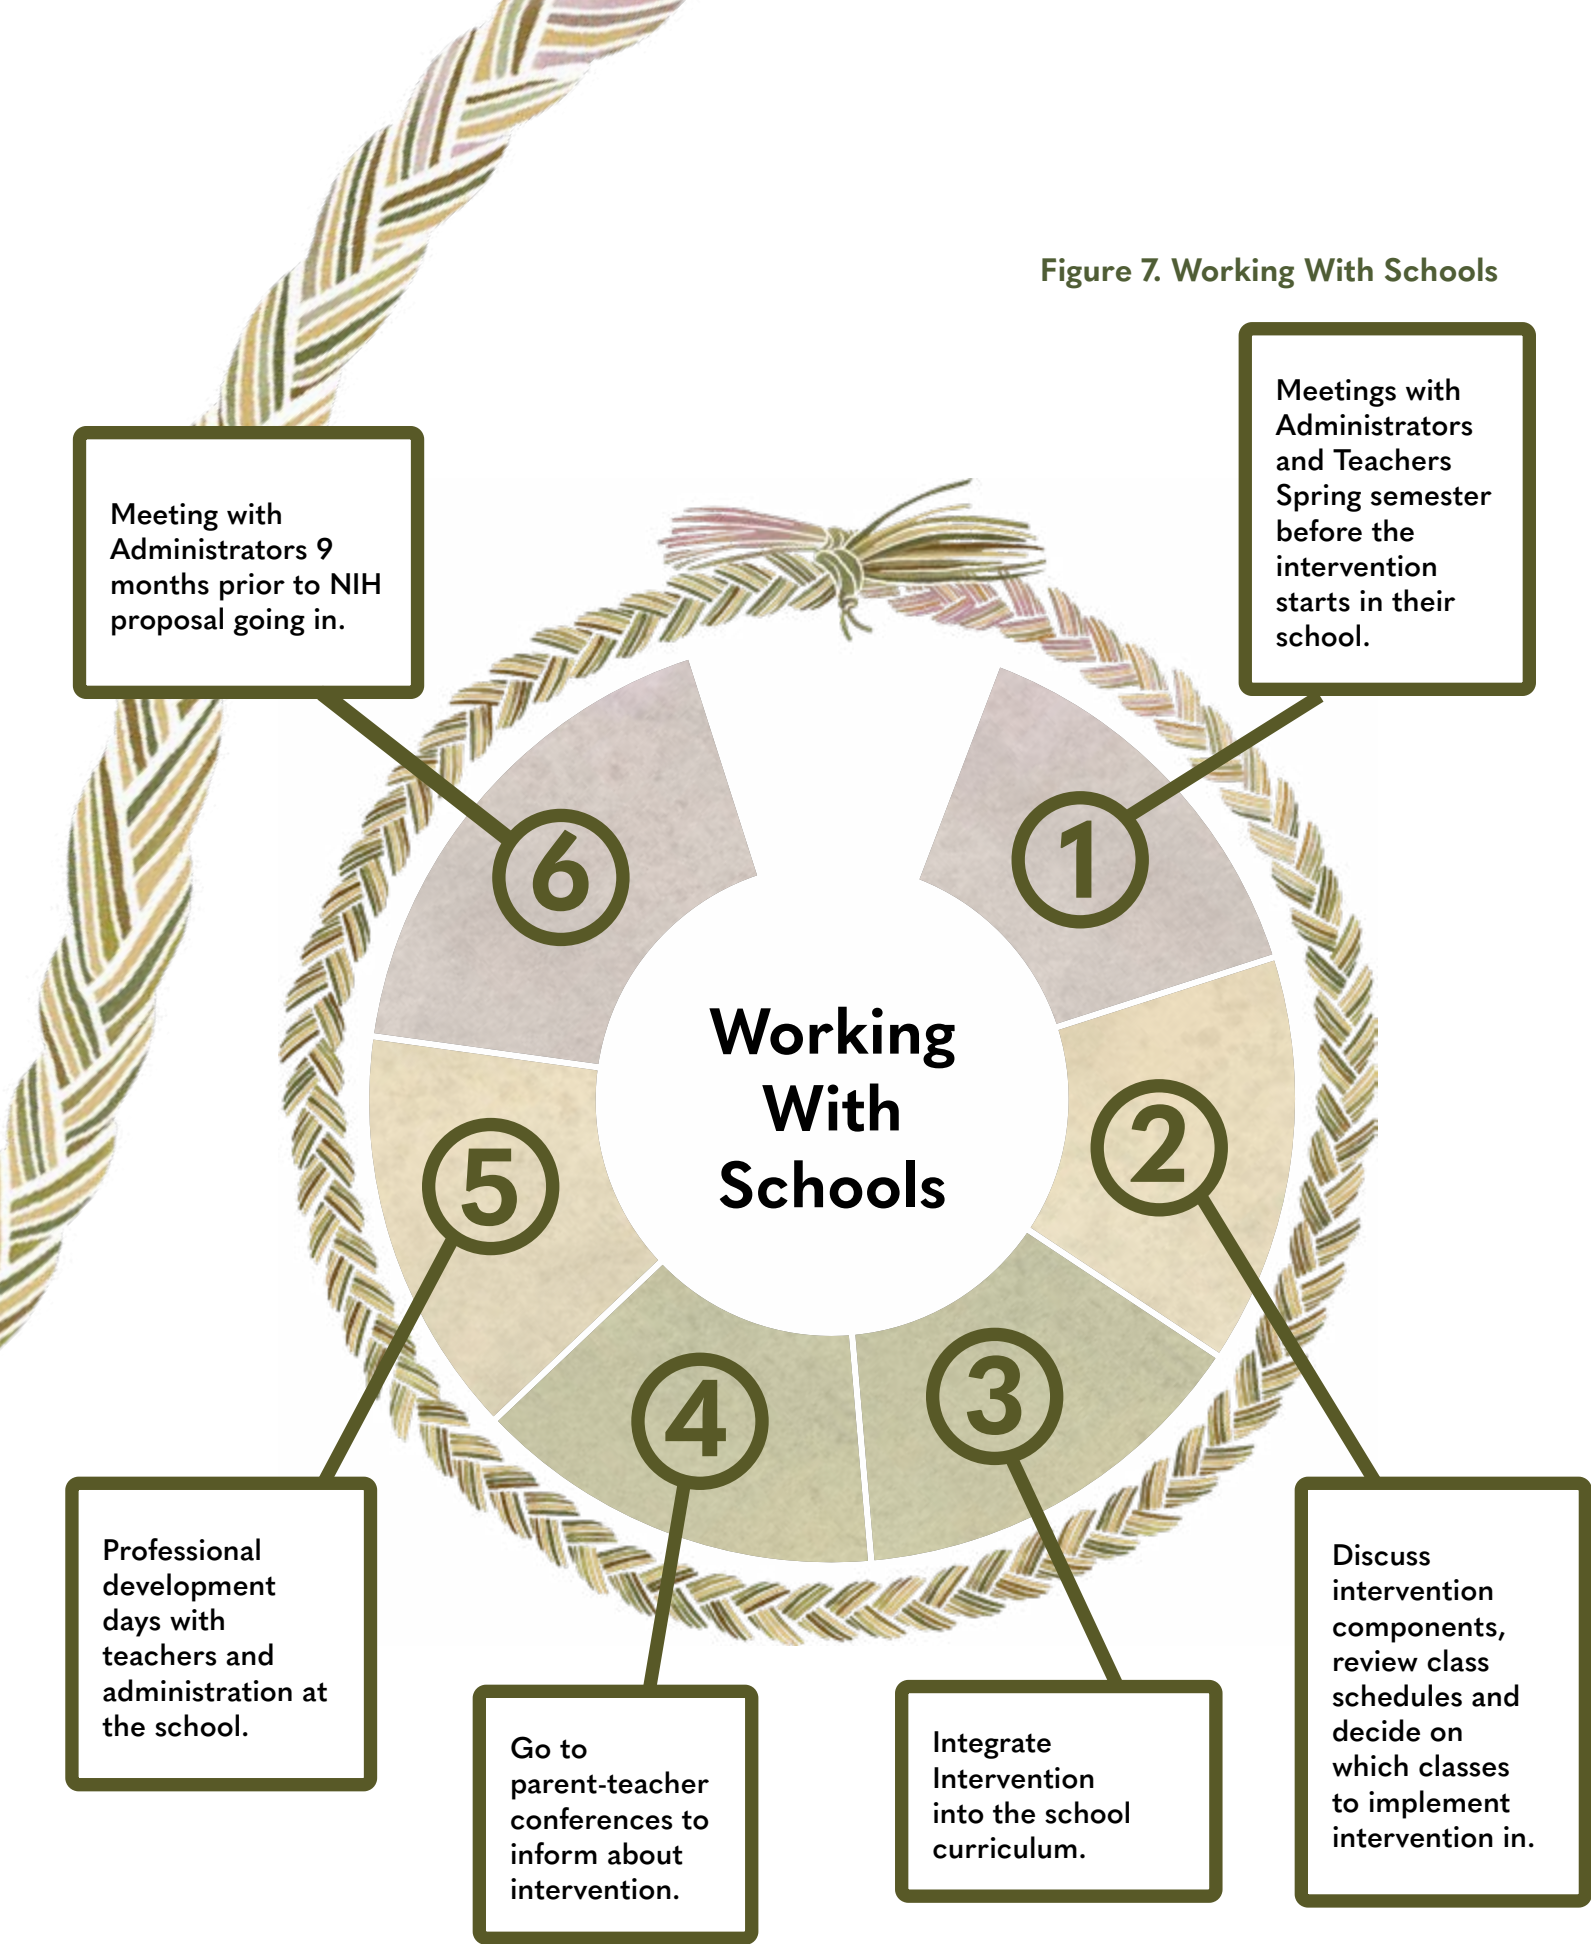 Figure 7. Working With Schools
Meetings with
Administrators
and Teachers
Spring semester
before the
intervention
starts in their
school.
Meeting with
Administrators 9
months prior to NIH
proposal going in.
6
1
Working
With
Schools
5
2
4
3
Professional
development
days with
teachers and
administration at
the school.
Go to
parent-teacher
conferences to
inform about
intervention.
Integrate
Intervention
into the school
curriculum.
Discuss
intervention
components,
review class
schedules and
decide on
which classes
to implement
intervention in.